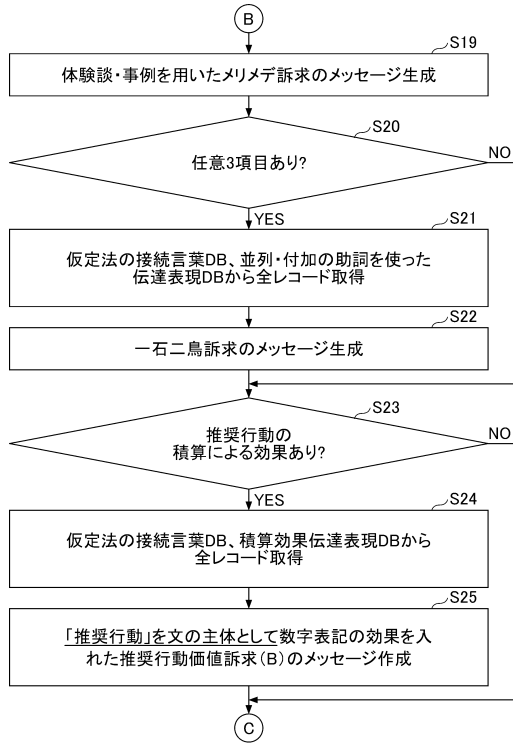 B
S19
体験談・事例を用いたメリメデ訴求のメッセージ生成
S20
任意3項目あり?
NO
YES
S21
仮定法の接続言葉DB、並列・付加の助詞を使った
伝達表現DBから全レコード取得
S22
一石二鳥訴求のメッセージ生成
S23
推奨行動の
積算による効果あり?
NO
YES
S24
仮定法の接続言葉DB、積算効果伝達表現DBから
全レコード取得
S25
「推奨行動」を文の主体として数字表記の効果を入
れた推奨行動価値訴求(B)のメッセージ作成
C